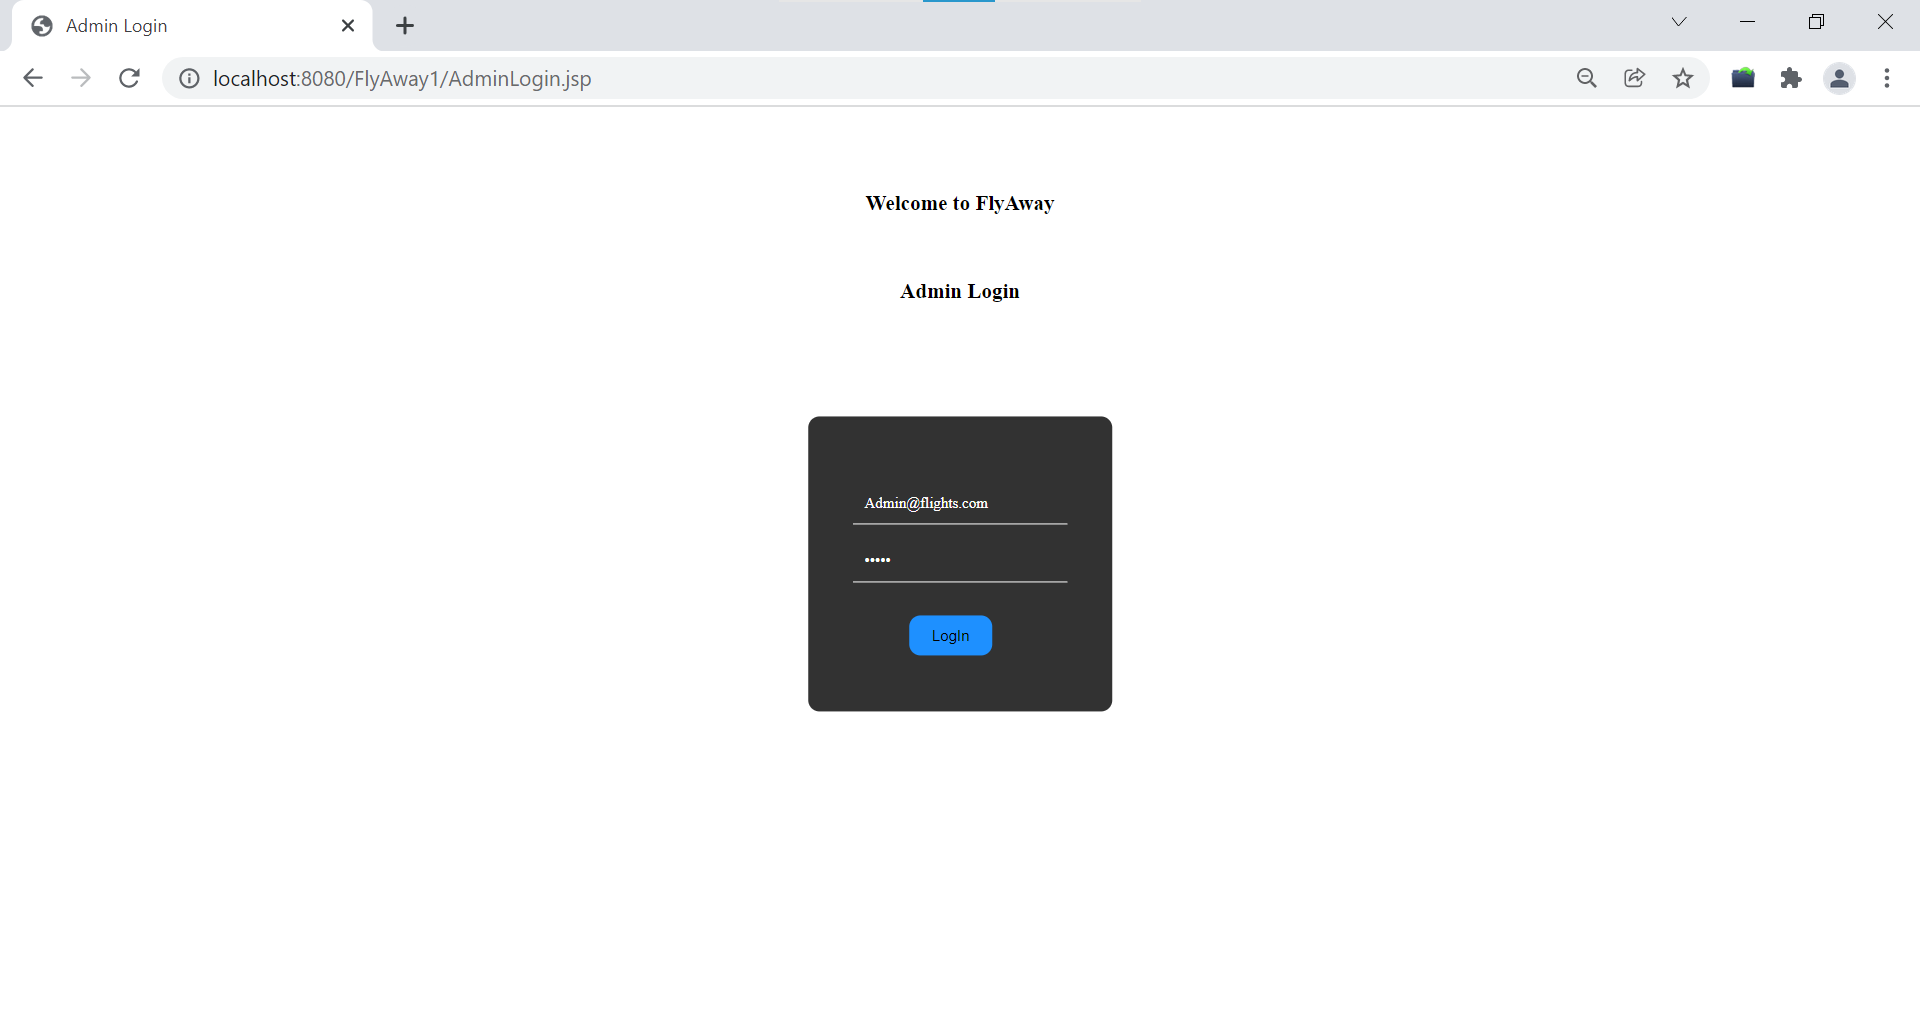 Admin Login
localhost:8080/FlyAway1/AdminLogin.jsp
Welcome to FlyAway
Admin Login
Admin@flights.com
•••••
LogIn